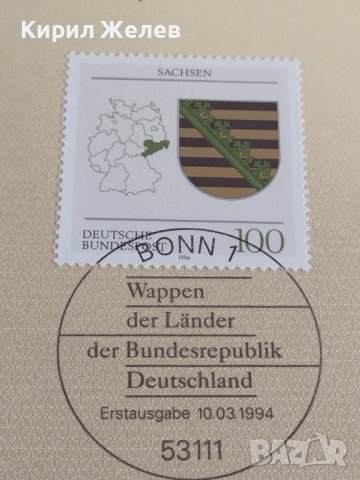 Кирил Желев
SACHSEN
DEUTSCHE
BUNDESPOST
1994
100
BONN 1
Wappen
der Länder
der Bundesrepublik
Deutschland
Erstausgabe 10.03.1994
53111
BAZAR